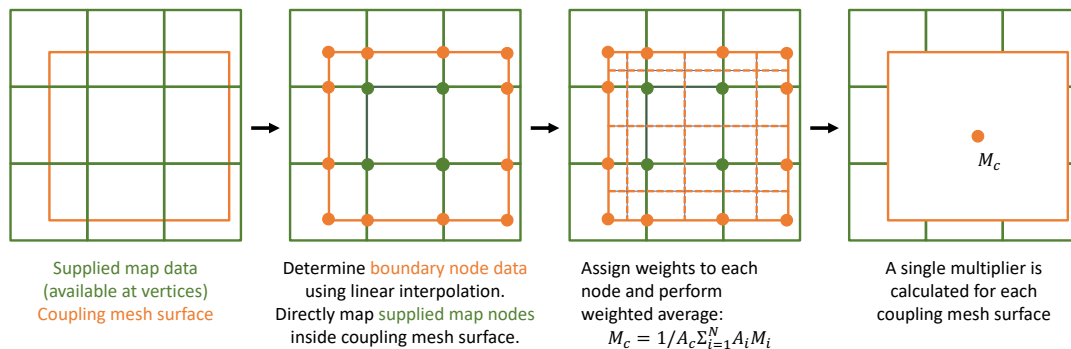 M_c
Supplied map data
(available at vertices)
Coupling mesh surface
Determine boundary node data
using linear interpolation.
Directly map supplied map nodes
inside coupling mesh surface.
Assign weights to each
node and perform
weighted average:
M_c = 1/A_c Σ_{i=1}^{N} A_i M_i
A single multiplier is
calculated for each
coupling mesh surface